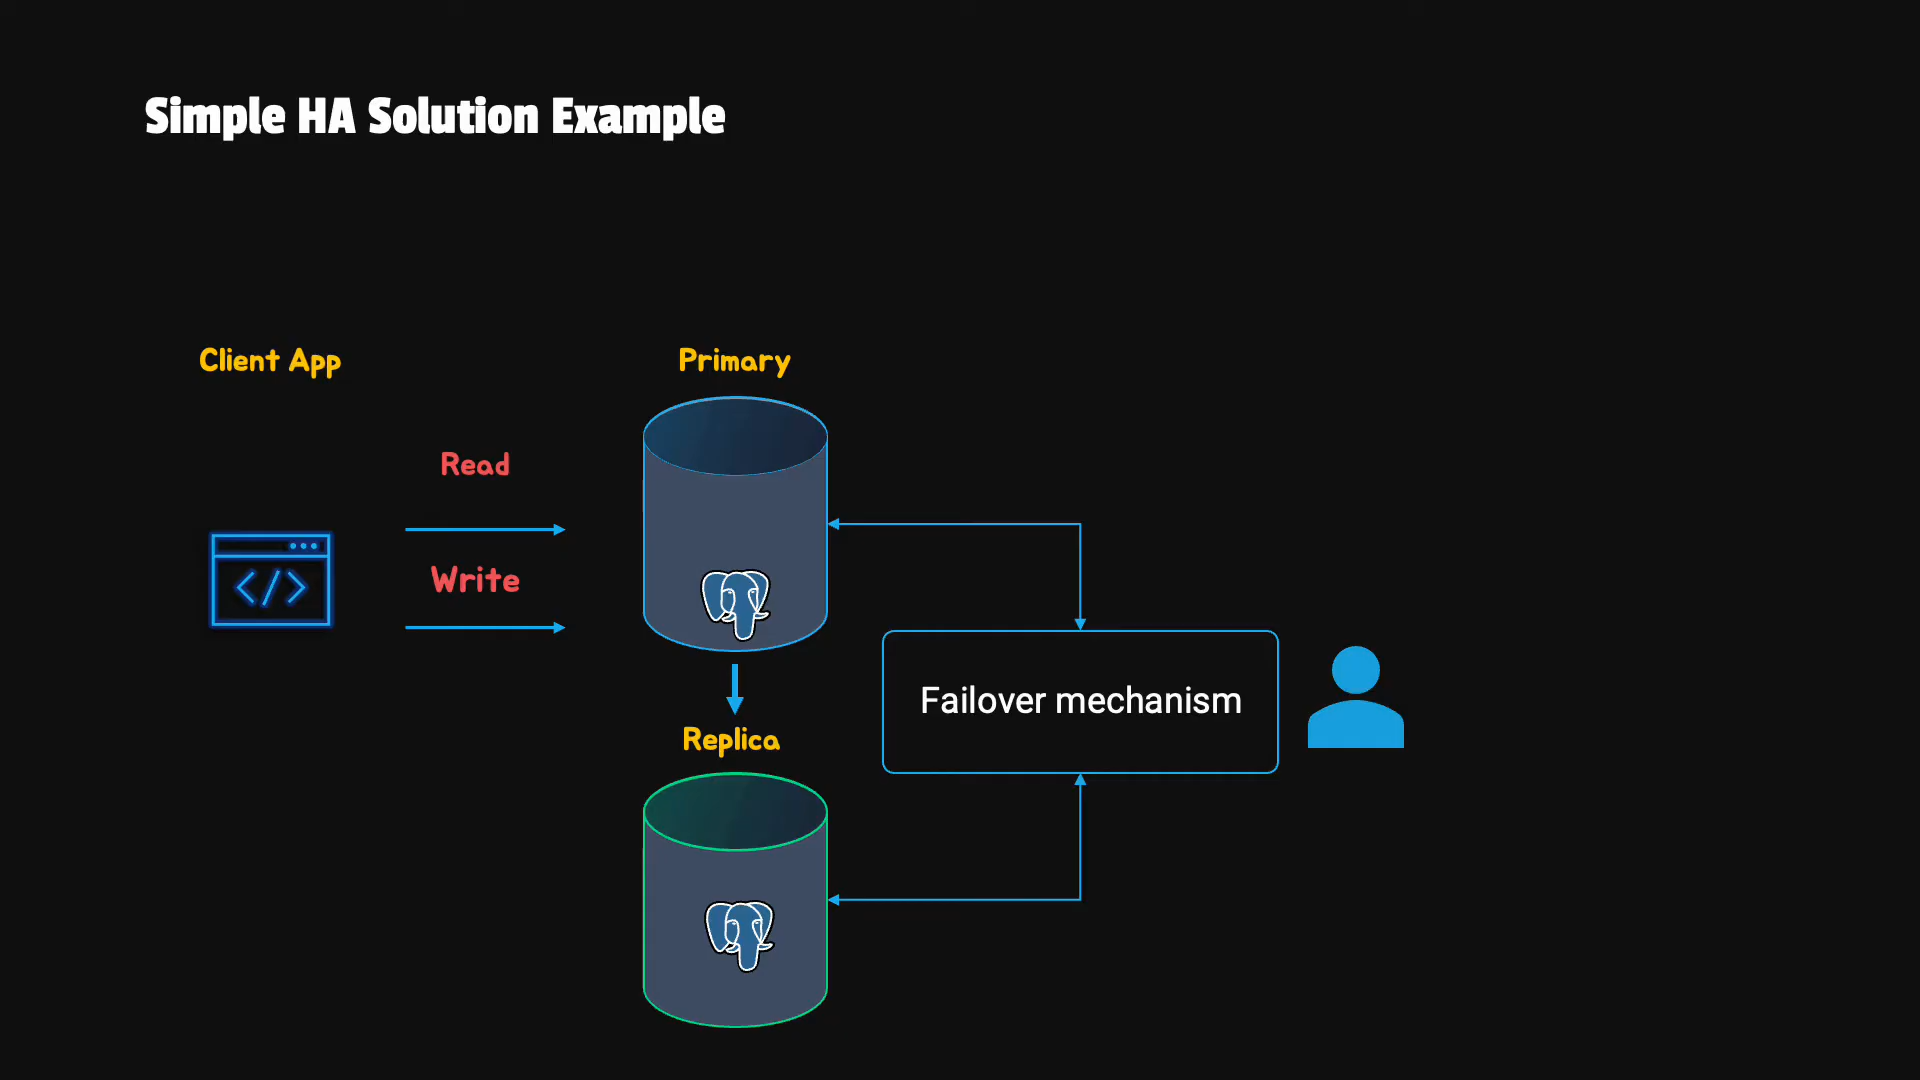 Simple HA Solution Example
Client App
Primary
Read
Write
Failover mechanism
Replica